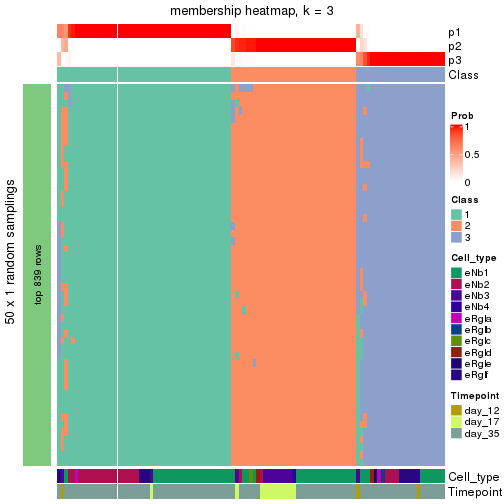 membership heatmap, k = 3
p1
p2
p3
Class
Prob
1
0.5
0
Class
1
2
3
Cell_type
eNb1
eNb2
eNb3
eNb4
eRgla
eRglb
eRglc
eRgld
eRgle
eRglf
Timepoint
day_12
day_17
day_35
50 x 1 random samplings
top 839 rows
Cell_type
Timepoint